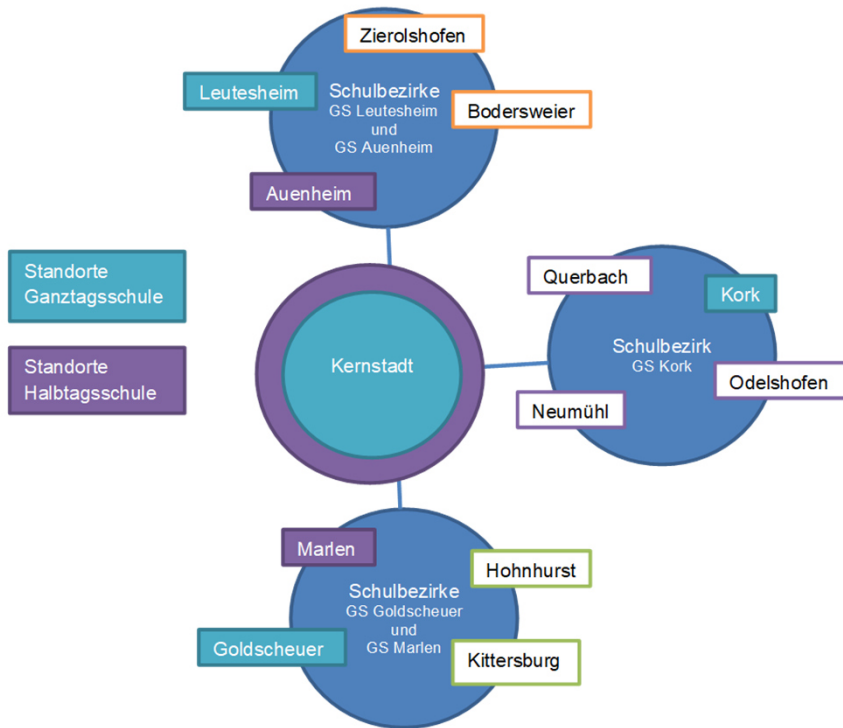 Zierolshofen
Leutesheim
Schulbezirke
GS Leutesheim
und
GS Auenheim
Bodersweier
Auenheim
Standorte
Ganztagsschule
Standorte
Halbtagsschule
Kernstadt
Querbach
Kork
Schulbezirk
GS Kork
Odelshofen
Neumühl
Marlen
Hohnhurst
Schulbezirke
GS Goldscheuer
und
GS Marlen
Goldscheuer
Kittersburg